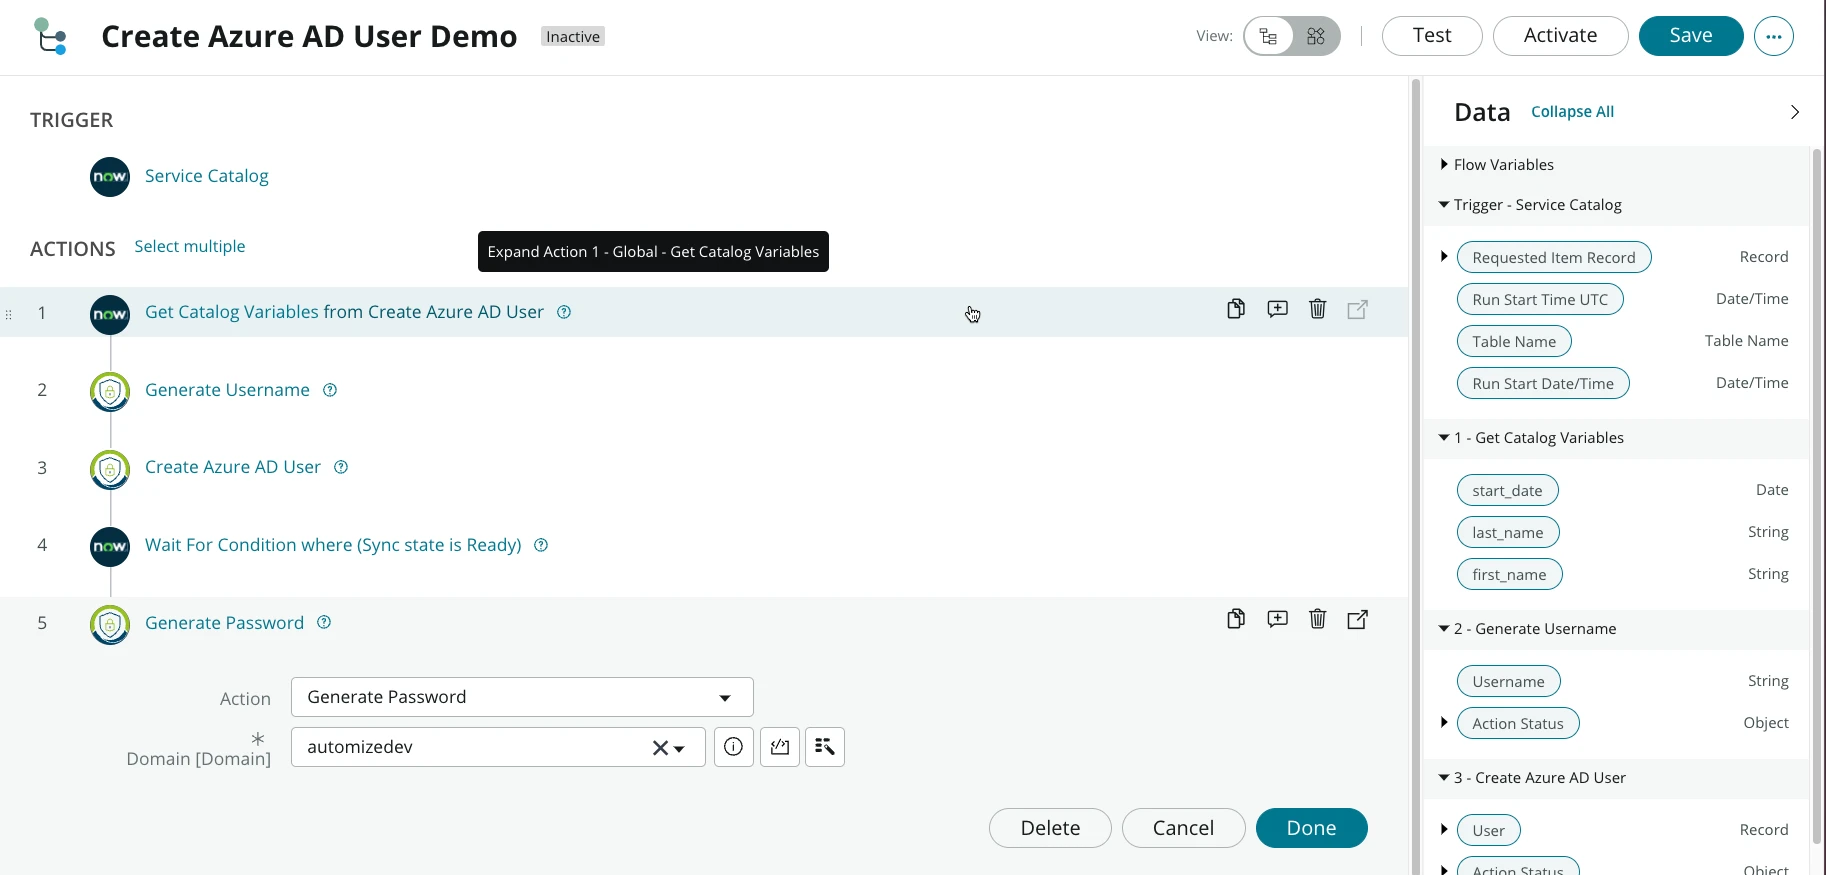 Create Azure AD User Demo
Inactive
View:
Test
Activate
Save
TRIGGER
now
Service Catalog
ACTIONS
Select multiple
Expand Action 1 - Global - Get Catalog Variables
1
now
Get Catalog Variables from Create Azure AD User
2
Generate Username
3
Create Azure AD User
4
now
Wait For Condition where (Sync state is Ready)
5
Generate Password
Action
Generate Password
*
Domain [Domain]
automizedev
Delete
Cancel
Done
Data
Collapse All
Flow Variables
Trigger - Service Catalog
Requested Item Record
Record
Run Start Time UTC
Date/Time
Table Name
Table Name
Run Start Date/Time
Date/Time
1 - Get Catalog Variables
start_date
Date
last_name
String
first_name
String
2 - Generate Username
Username
String
Action Status
Object
3 - Create Azure AD User
User
Record
Action Status
Object